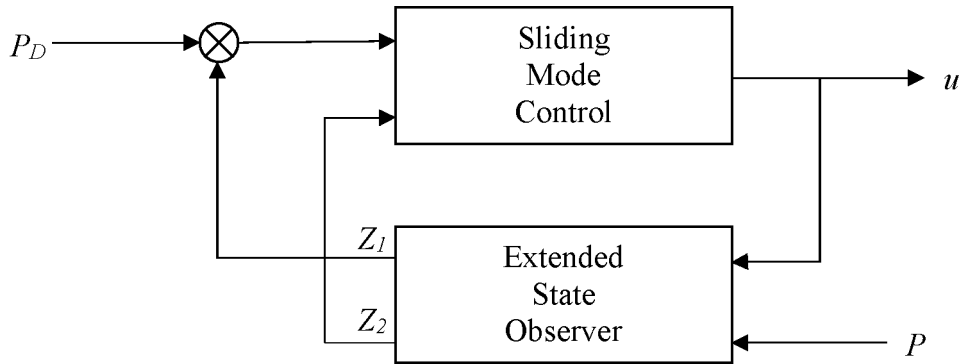 P_D
Sliding
Mode
Control
u
Z_1
Extended
State
Observer
Z_2
P